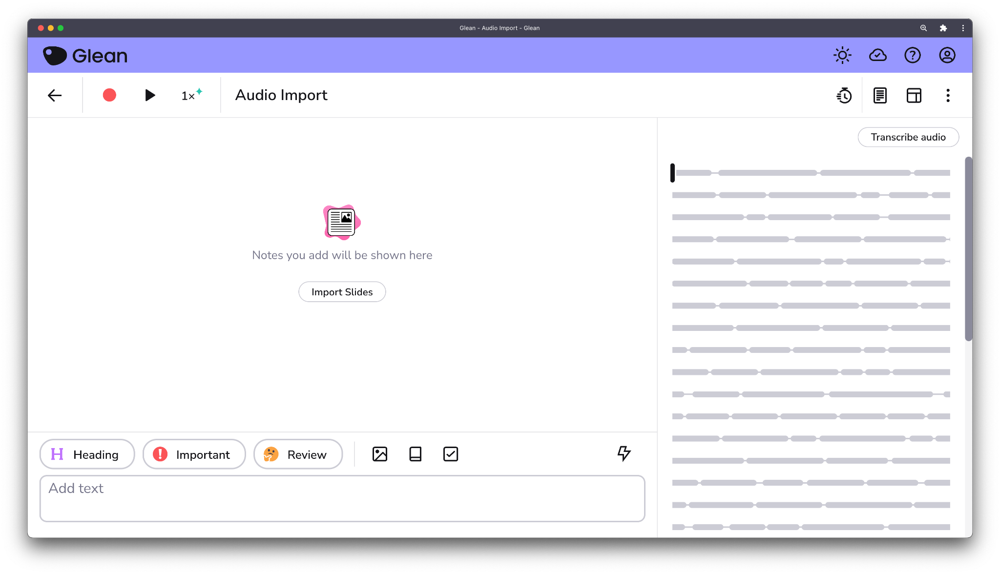 Glean - Audio Import - Glean
Glean
1×
Audio Import
Transcribe audio
Notes you add will be shown here
Import Slides
H Heading
! Important
Review
Add text